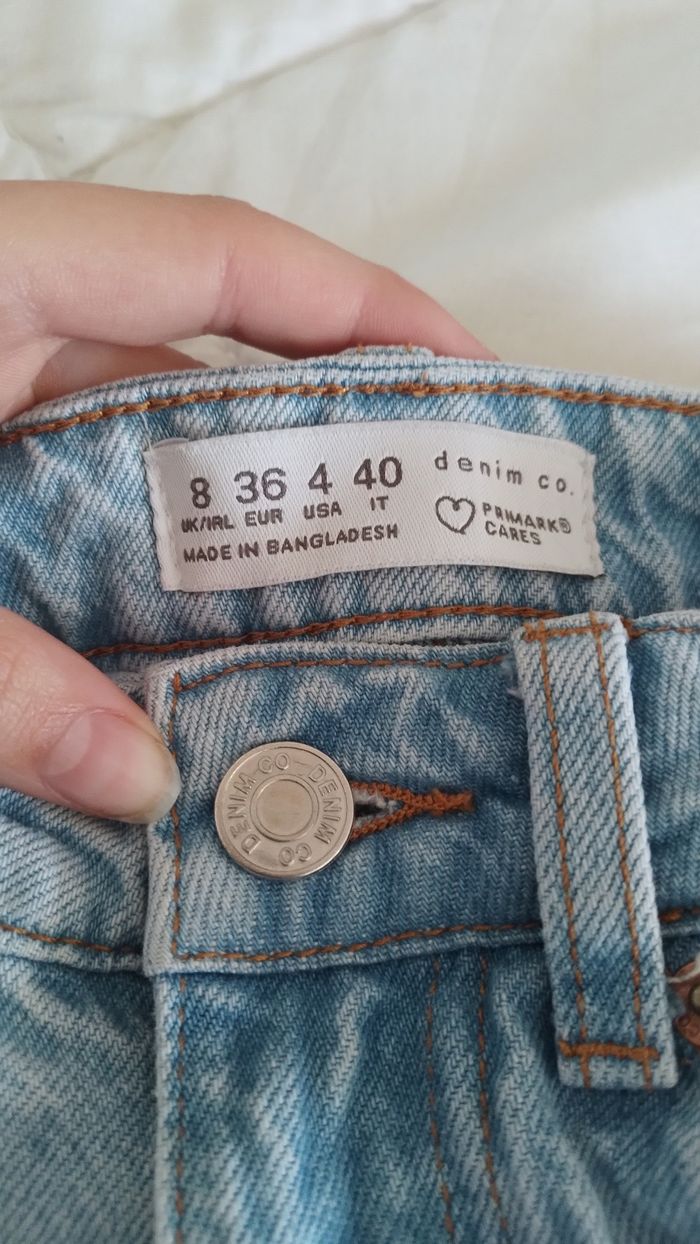 8 36 4 40
UK/IRL EUR USA IT
MADE IN BANGLADESH
denim co.
PRIMARK®
CARES
DENIM CO DENIM CO